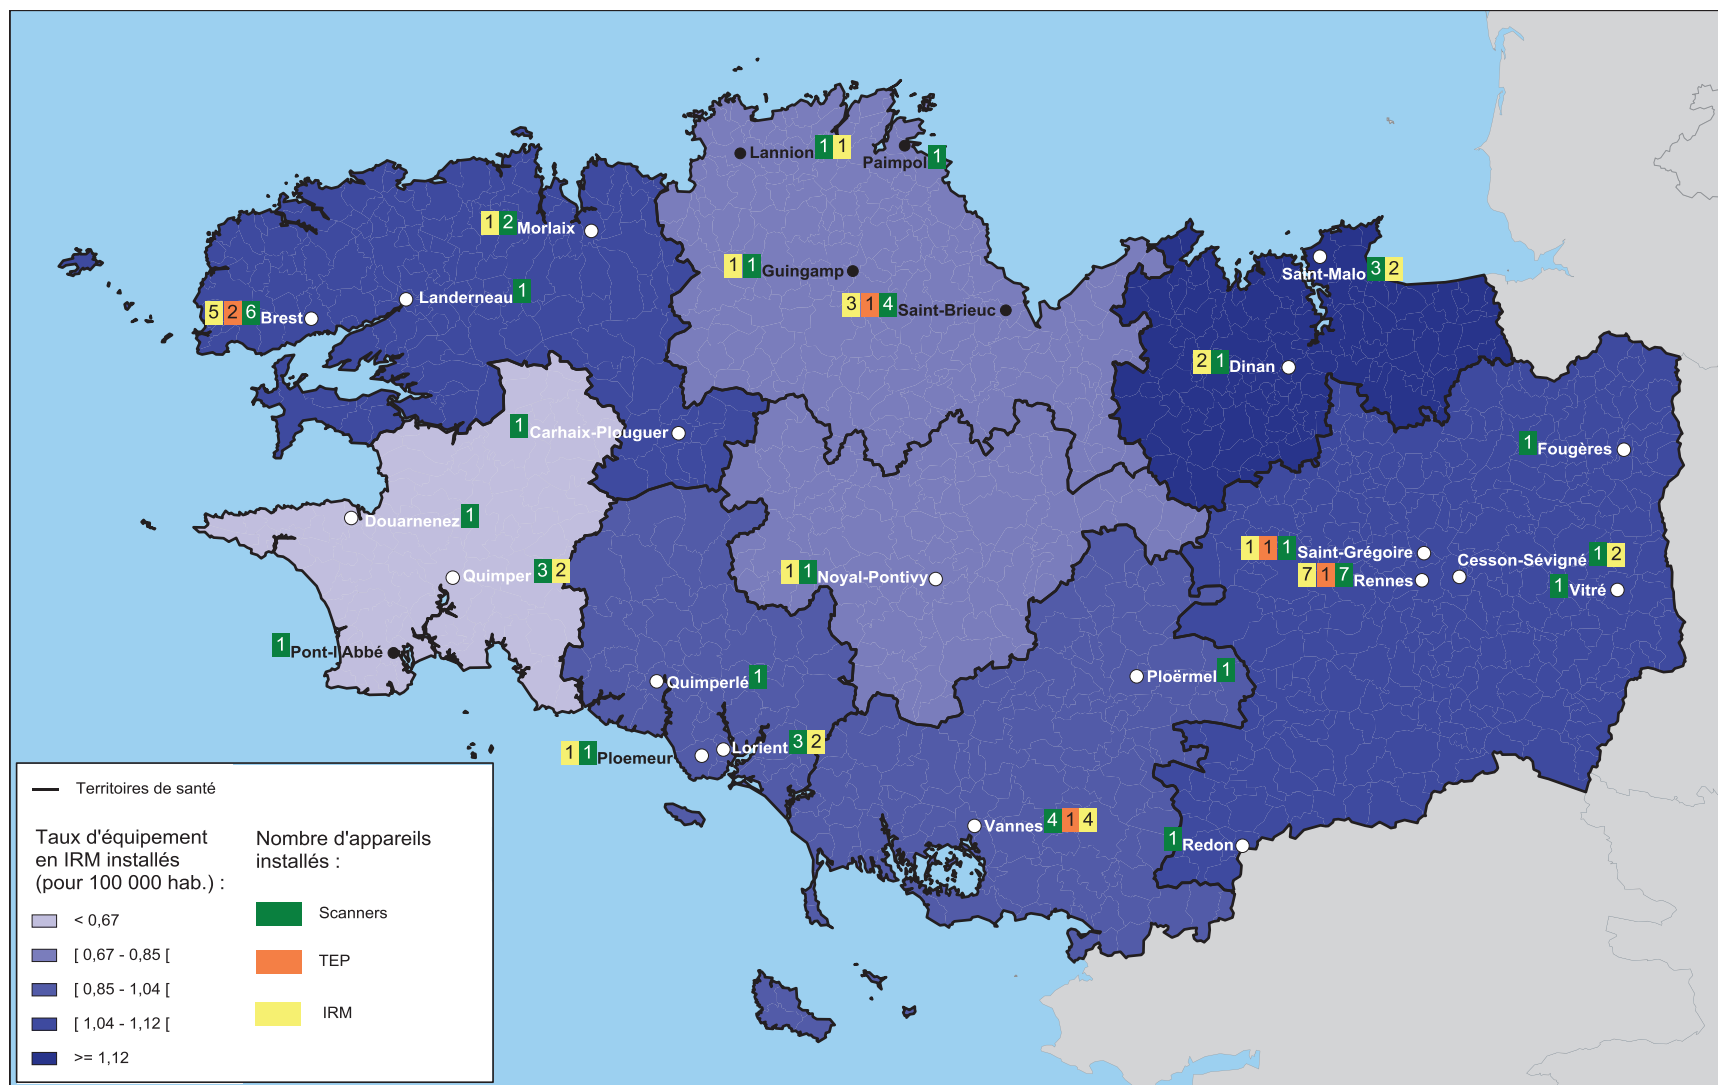 Lannion 1 1
Paimpol 1
1 2 Morlaix
1 1 Guingamp
Saint-Malo 3 2
Landerneau 1
5 2 6 Brest
3 1 4 Saint-Brieuc
2 1 Dinan
1 Carhaix-Plouguer
1 Fougères
Douarnenez 1
1 1 1 Saint-Grégoire
Cesson-Sévigné 1 2
Quimper 3 2
1 1 Noyal-Pontivy
7 1 7 Rennes
1 Vitré
1 Pont-l'Abbé
Quimperlé 1
Ploërmel 1
1 1 Ploemeur
Lorient 3 2
Vannes 4 1 4
1 Redon
Territoires de santé
Taux d'équipement
en IRM installés
(pour 100 000 hab.) :
< 0,67
[ 0,67 - 0,85 [
[ 0,85 - 1,04 [
[ 1,04 - 1,12 [
>= 1,12
Nombre d'appareils
installés :
Scanners
TEP
IRM